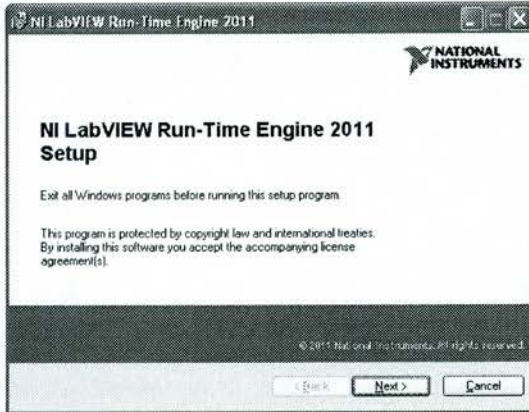 NI LabVIEW Run-Time Engine 2011
NATIONAL
INSTRUMENTS
NI LabVIEW Run-Time Engine 2011
Setup
Exit all Windows programs before running this setup program.
This program is protected by copyright law and international treaties.
By installing this software you accept the accompanying license
agreement(s).
© 2011 National Instruments. All rights reserved.
< Back
Next >
Cancel